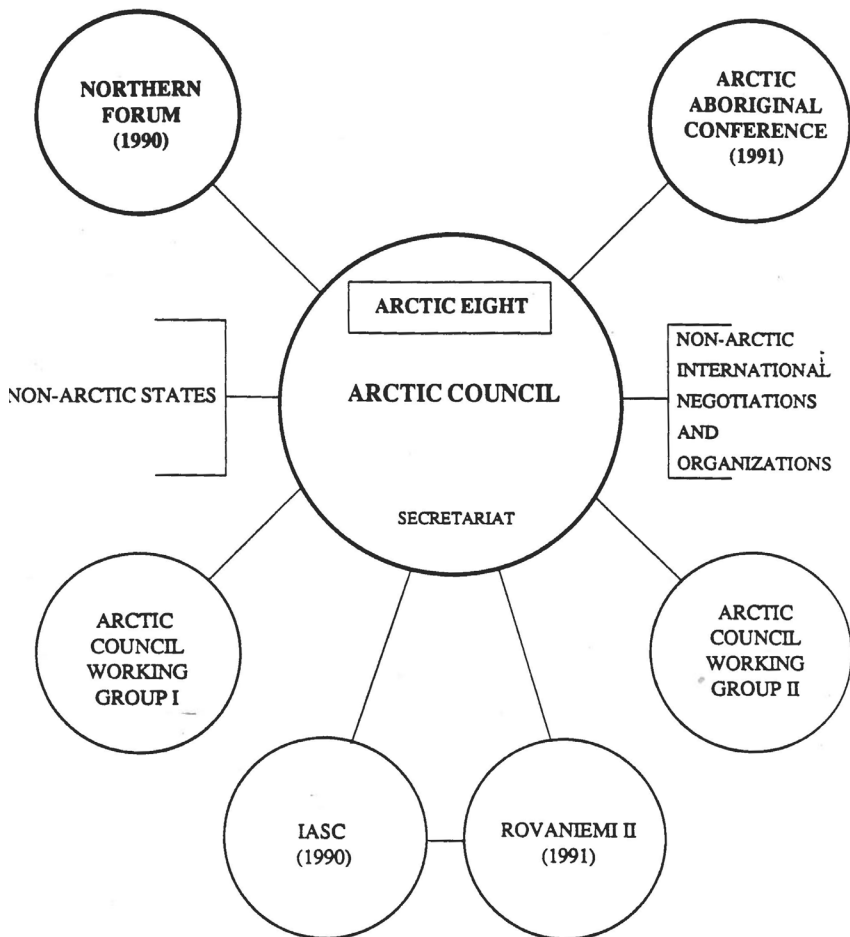 NORTHERN
FORUM
(1990)
ARCTIC
ABORIGINAL
CONFERENCE
(1991)
ARCTIC EIGHT
ARCTIC COUNCIL
SECRETARIAT
NON-ARCTIC STATES
NON-ARCTIC
INTERNATIONAL
NEGOTIATIONS
AND
ORGANIZATIONS
ARCTIC
COUNCIL
WORKING
GROUP I
ARCTIC
COUNCIL
WORKING
GROUP II
IASC
(1990)
ROVANIEMI II
(1991)